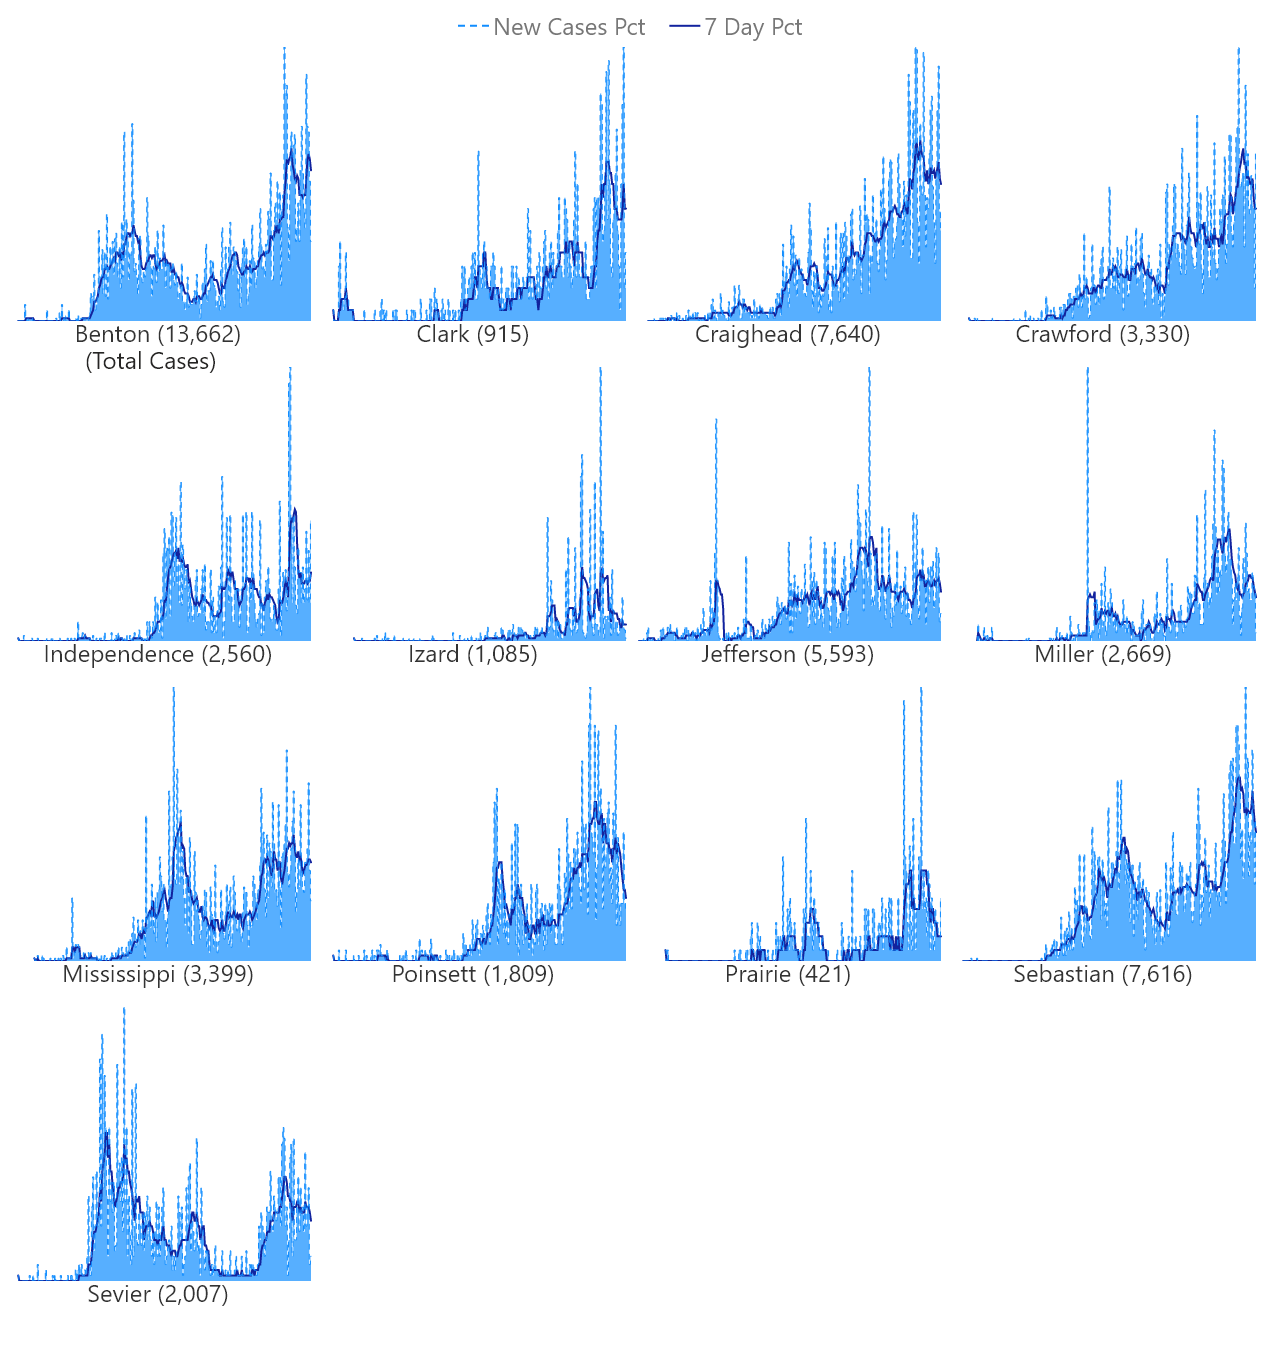 New Cases Pct 7 Day Pct
Benton (13,662)
(Total Cases)
Clark (915)
Craighead (7,640)
Crawford (3,330)
Independence (2,560)
Izard (1,085)
Jefferson (5,593)
Miller (2,669)
Mississippi (3,399)
Poinsett (1,809)
Prairie (421)
Sebastian (7,616)
Sevier (2,007)